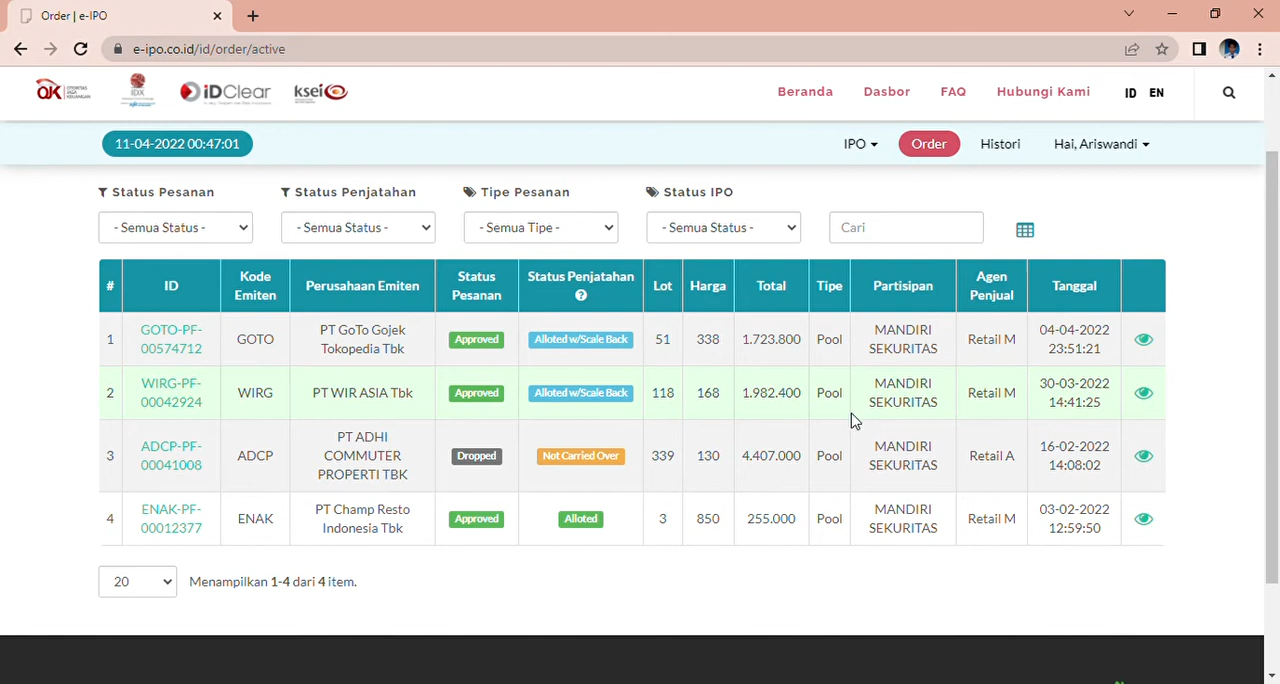 Order | e-IPO
e-ipo.co.id/id/order/active
OTORITAS
JASA
KEUANGAN
IDX
iDClear
ksei
Beranda
Dasbor
FAQ
Hubungi Kami
ID
EN
11-04-2022 00:47:01
IPO
Order
Histori
Hai, Ariswandi
Status Pesanan
Status Penjatahan
Tipe Pesanan
Status IPO
- Semua Status -
- Semua Status -
- Semua Tipe -
- Semua Status -
Cari
#
ID
Kode
Emiten
Perusahaan Emiten
Status
Pesanan
Status Penjatahan
Lot
Harga
Total
Tipe
Partisipan
Agen
Penjual
Tanggal
1
GOTO-PF-
00574712
GOTO
PT GoTo Gojek
Tokopedia Tbk
Approved
Alloted w/Scale Back
51
338
1.723.800
Pool
MANDIRI
SEKURITAS
Retail M
04-04-2022
23:51:21
2
WIRG-PF-
00042924
WIRG
PT WIR ASIA Tbk
Approved
Alloted w/Scale Back
118
168
1.982.400
Pool
MANDIRI
SEKURITAS
Retail M
30-03-2022
14:41:25
3
ADCP-PF-
00041008
ADCP
PT ADHI
COMMUTER
PROPERTI TBK
Dropped
Not Carried Over
339
130
4.407.000
Pool
MANDIRI
SEKURITAS
Retail A
16-02-2022
14:08:02
4
ENAK-PF-
00012377
ENAK
PT Champ Resto
Indonesia Tbk
Approved
Alloted
3
850
255.000
Pool
MANDIRI
SEKURITAS
Retail M
03-02-2022
12:59:50
20
Menampilkan 1-4 dari 4 item.